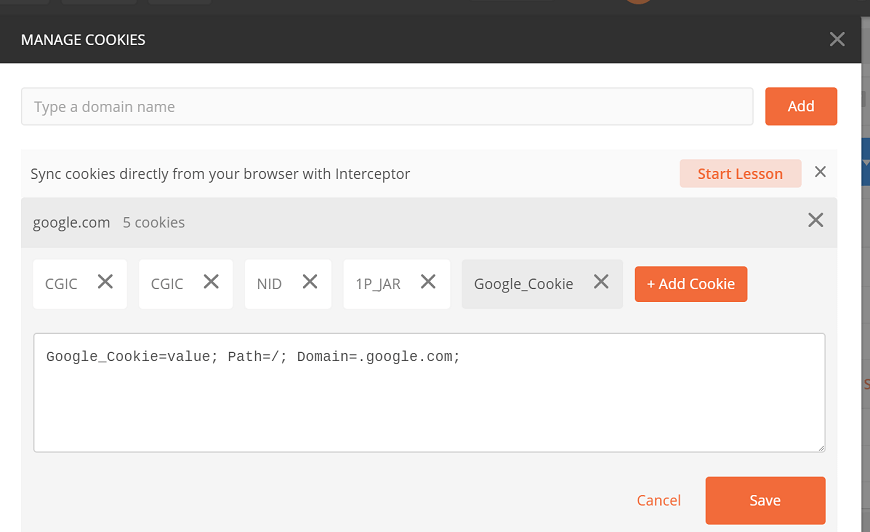 MANAGE COOKIES
Type a domain name
Add
Sync cookies directly from your browser with Interceptor
Start Lesson
google.com 5 cookies
CGIC
CGIC
NID
1P_JAR
Google_Cookie
+ Add Cookie
Google_Cookie=value; Path=/; Domain=.google.com;
Cancel
Save